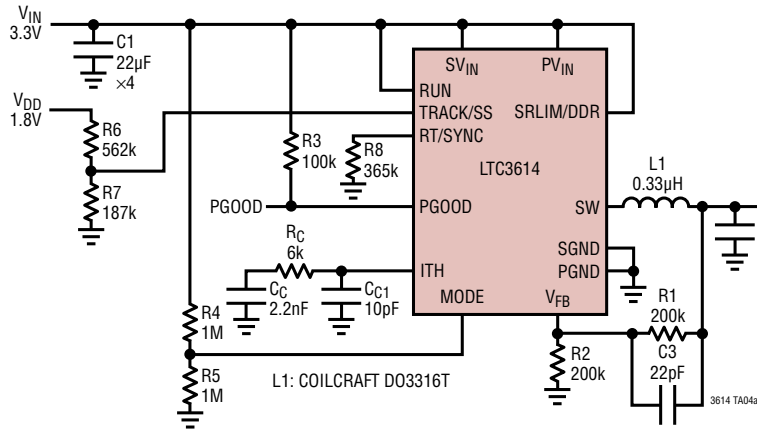 VIN
3.3V
C1
22µF
×4
VDD
1.8V
R6
562k
R7
187k
R3
100k
R8
365k
PGOOD
RC
6k
CC
2.2nF
CC1
10pF
R4
1M
R5
1M
SVIN
PVIN
RUN
TRACK/SS
SRLIM/DDR
RT/SYNC
LTC3614
PGOOD
SW
SGND
PGND
ITH
MODE
VFB
L1
0.33µH
R1
200k
C3
22pF
R2
200k
L1: COILCRAFT DO3316T
3614 TA04a